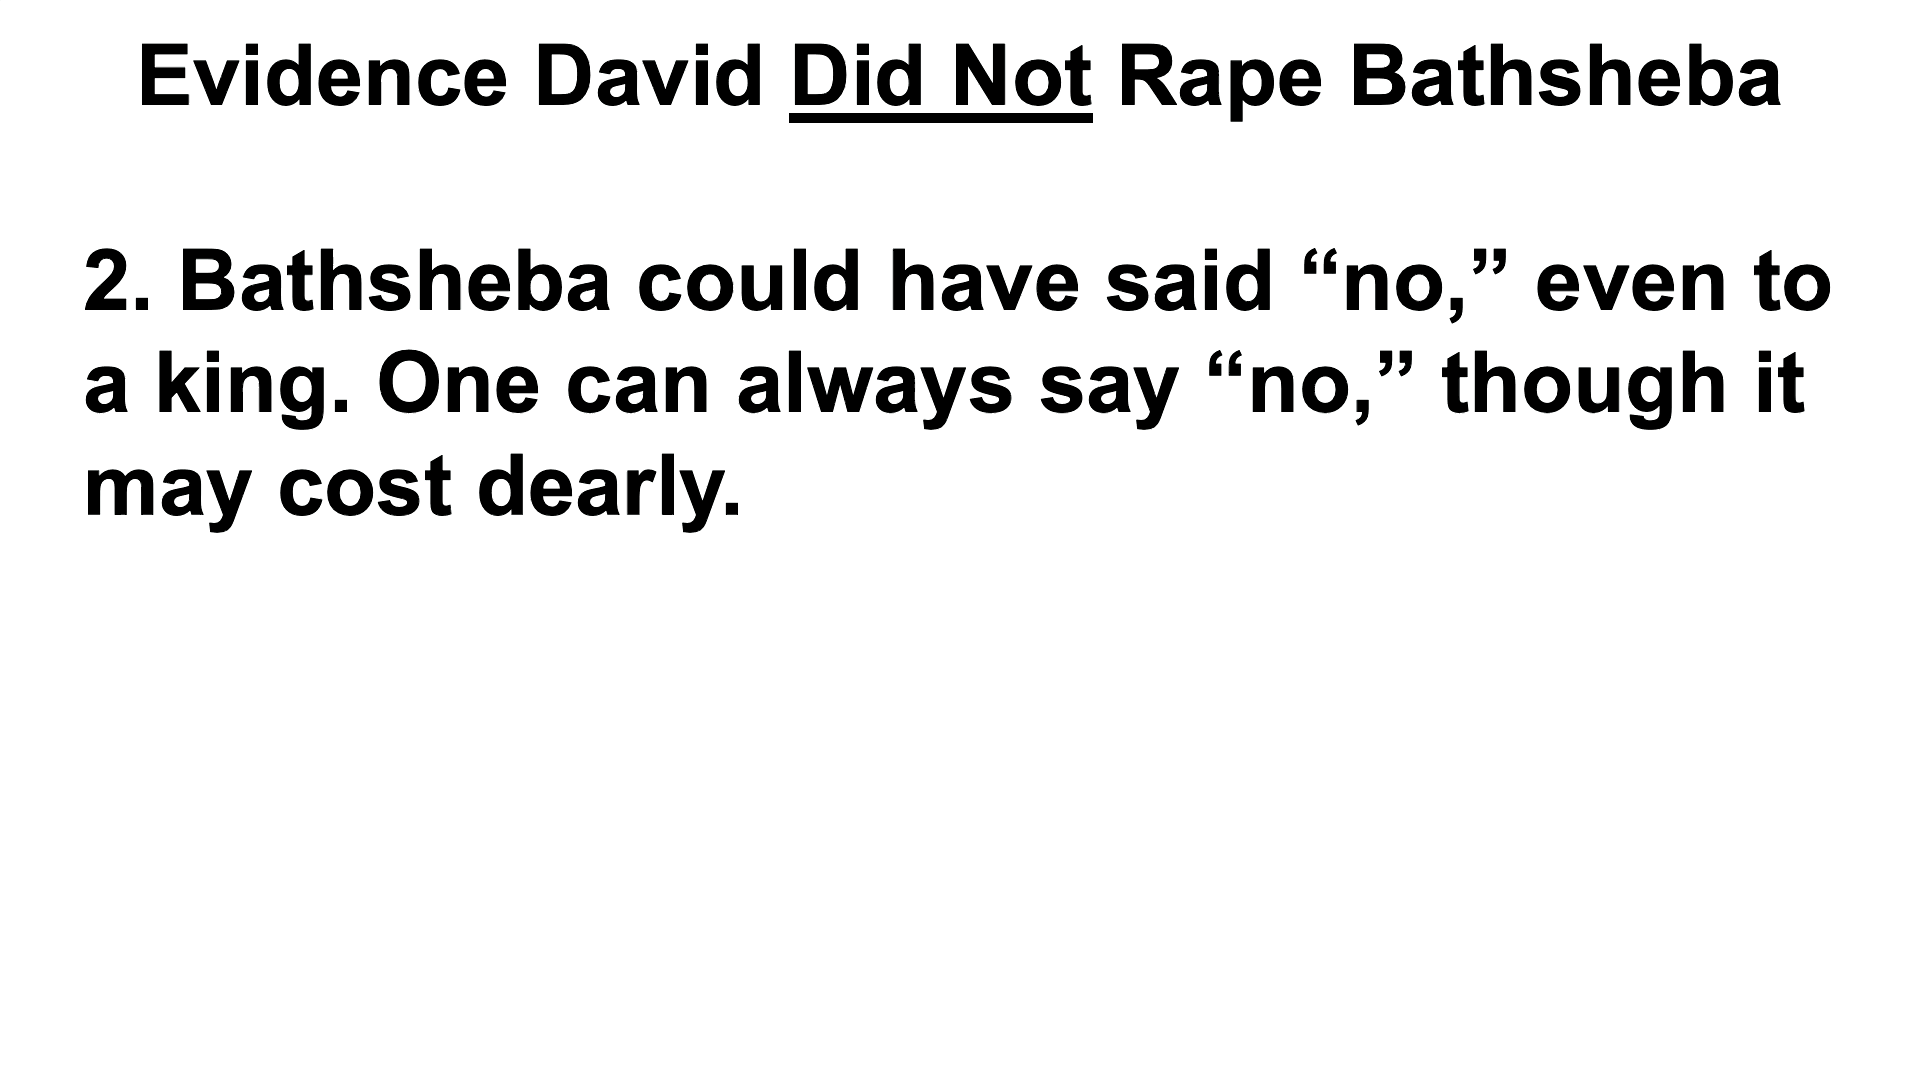 Evidence David Did Not Rape Bathsheba
2. Bathsheba could have said “no,” even to
a king. One can always say “no,” though it
may cost dearly.